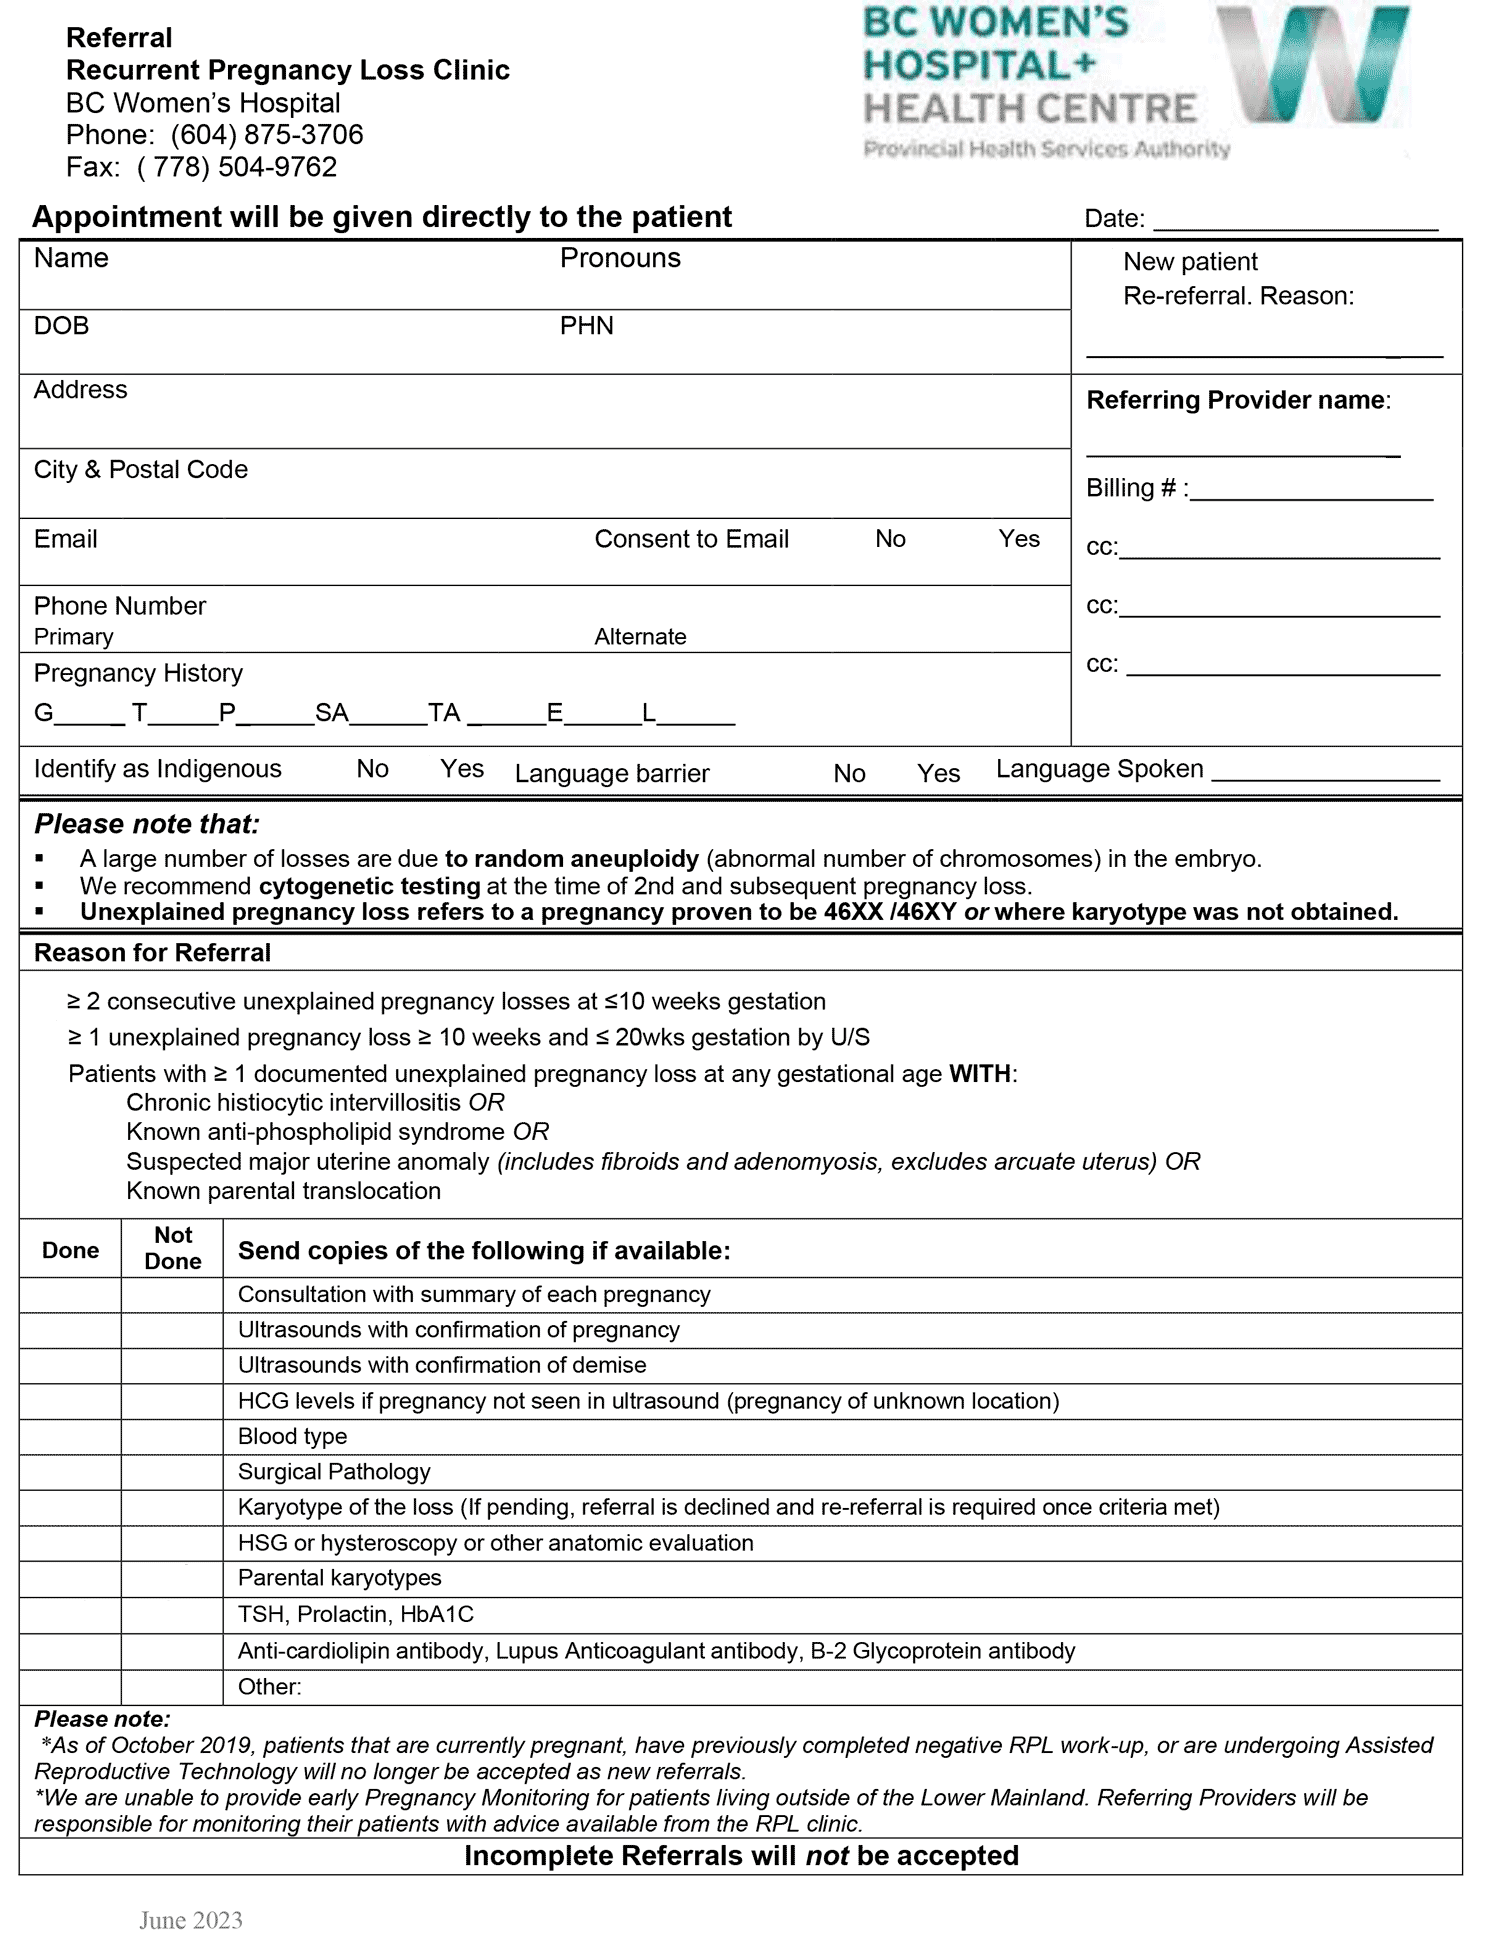 Referral
Recurrent Pregnancy Loss Clinic
BC Women's Hospital
Phone: (604) 875-3706
Fax: ( 778) 504-9762
BC WOMEN'S
HOSPITAL+
HEALTH CENTRE
Provincial Health Services Authority
Appointment will be given directly to the patient
Date: ____________________
Name Pronouns
New patient
Re-referral. Reason:
DOB PHN
Address
Referring Provider name:
City & Postal Code
Billing # :_________________
Email Consent to Email No Yes
cc:______________________
Phone Number
cc:______________________
Primary Alternate
cc: ______________________
Pregnancy History
G______ T_____P______SA______TA ______E______L______
Identify as Indigenous No Yes Language barrier No Yes Language Spoken ________________
Please note that:
▪ A large number of losses are due to random aneuploidy (abnormal number of chromosomes) in the embryo.
▪ We recommend cytogenetic testing at the time of 2nd and subsequent pregnancy loss.
▪ Unexplained pregnancy loss refers to a pregnancy proven to be 46XX /46XY or where karyotype was not obtained.
Reason for Referral
≥ 2 consecutive unexplained pregnancy losses at ≤10 weeks gestation
≥ 1 unexplained pregnancy loss ≥ 10 weeks and ≤ 20wks gestation by U/S
Patients with ≥ 1 documented unexplained pregnancy loss at any gestational age WITH:
Chronic histiocytic intervillositis OR
Known anti-phospholipid syndrome OR
Suspected major uterine anomaly (includes fibroids and adenomyosis, excludes arcuate uterus) OR
Known parental translocation
Done Not Done Send copies of the following if available:
Consultation with summary of each pregnancy
Ultrasounds with confirmation of pregnancy
Ultrasounds with confirmation of demise
HCG levels if pregnancy not seen in ultrasound (pregnancy of unknown location)
Blood type
Surgical Pathology
Karyotype of the loss (If pending, referral is declined and re-referral is required once criteria met)
HSG or hysteroscopy or other anatomic evaluation
Parental karyotypes
TSH, Prolactin, HbA1C
Anti-cardiolipin antibody, Lupus Anticoagulant antibody, B-2 Glycoprotein antibody
Other:
Please note:
*As of October 2019, patients that are currently pregnant, have previously completed negative RPL work-up, or are undergoing Assisted
Reproductive Technology will no longer be accepted as new referrals.
*We are unable to provide early Pregnancy Monitoring for patients living outside of the Lower Mainland. Referring Providers will be
responsible for monitoring their patients with advice available from the RPL clinic.
Incomplete Referrals will not be accepted
June 2023